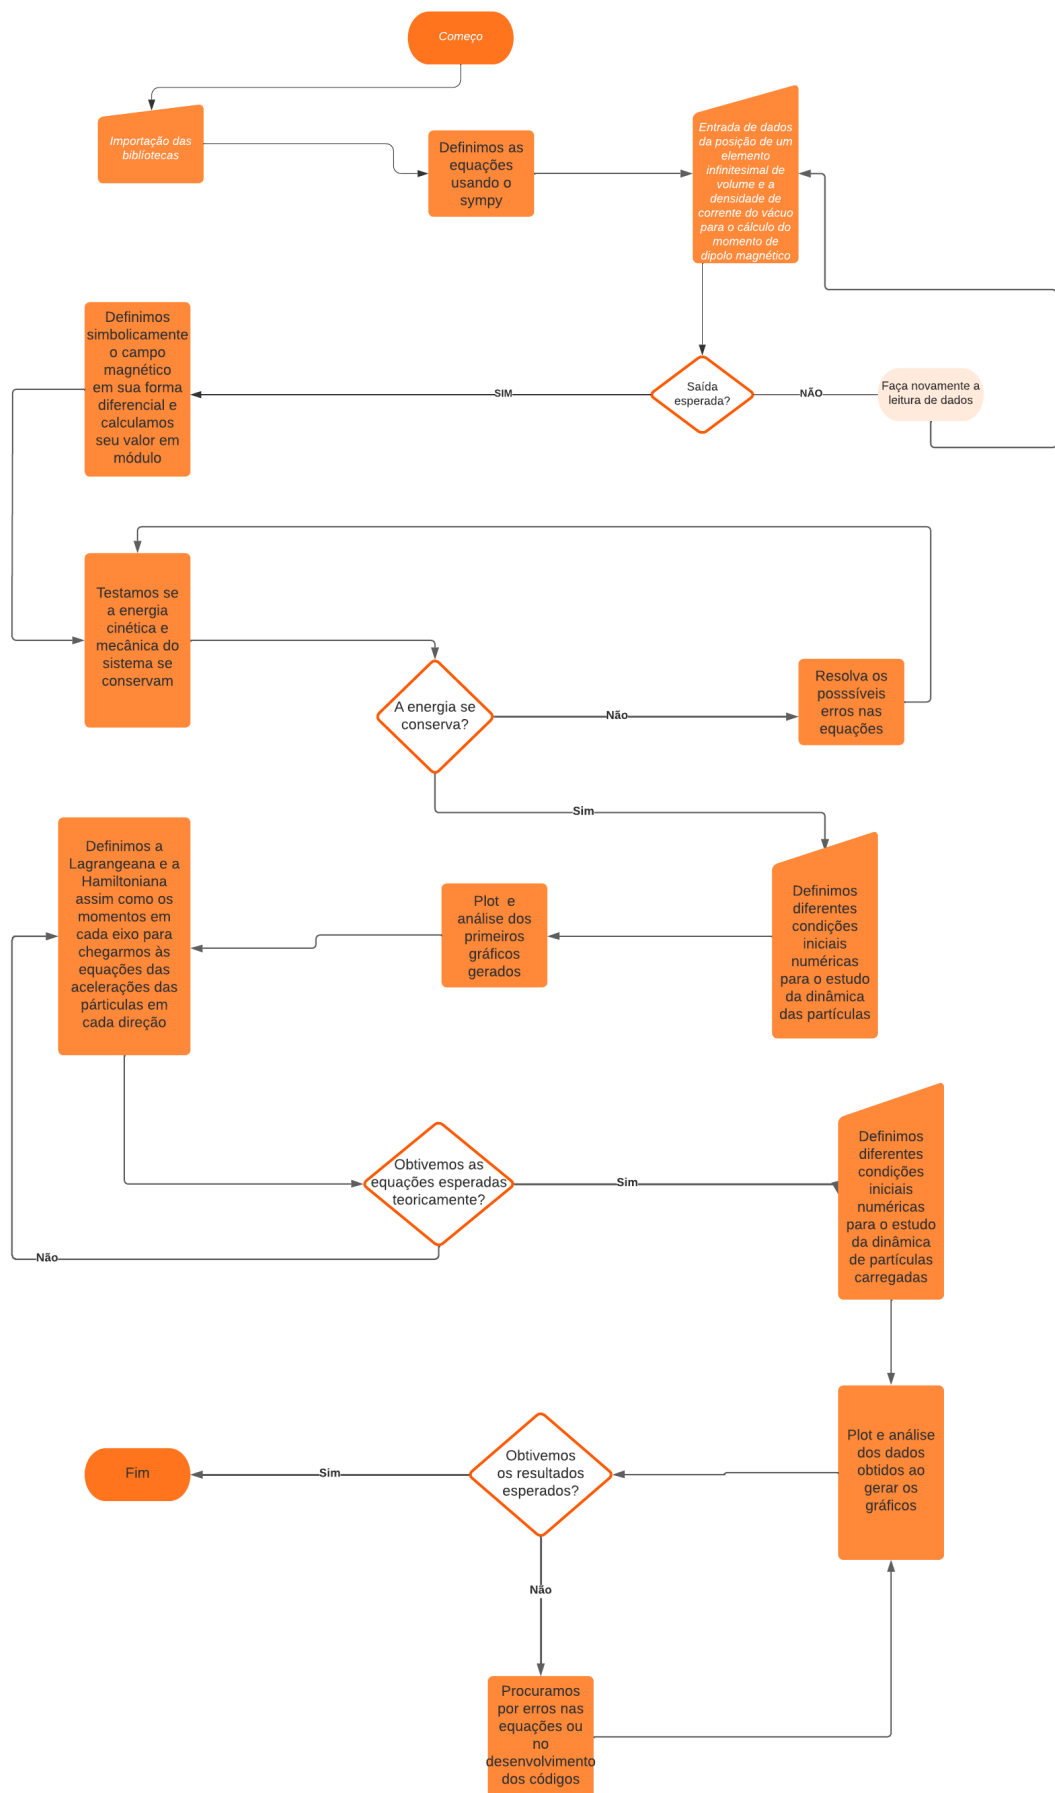 Começo
Importação das
bibliotecas
Definimos as
equações
usando o
sympy
Entrada de dados
da posição de um
elemento
infinitesimal de
volume e a
densidade de
corrente do vácuo
para o cálculo do
momento de
dipolo magnético
Saída
esperada?
SIM
NÃO
Faça novamente a
leitura de dados
Definimos
simbolicamente
o campo
magnético
em sua forma
diferencial e
calculamos
seu valor em
módulo
Testamos se
a energia
cinética e
mecânica do
sistema se
conservam
A energia se
conserva?
Não
Resolva os
posssíveis
erros nas
equações
Sim
Definimos
diferentes
condições
iniciais
numéricas
para o estudo
da dinâmica
das partículas
Plot e
análise dos
primeiros
gráficos
gerados
Definimos a
Lagrangeana e a
Hamiltoniana
assim como os
momentos em
cada eixo para
chegarmos às
equações das
acelerações das
párticulas em
cada direção
Obtivemos as
equações esperadas
teoricamente?
Sim
Não
Definimos
diferentes
condições
iniciais
numéricas
para o estudo
da dinâmica
de partículas
carregadas
Plot e análise
dos dados
obtidos ao
gerar os
gráficos
Obtivemos
os resultados
esperados?
Sim
Fim
Não
Procuramos
por erros nas
equações ou
no
desenvolvimento
dos códigos